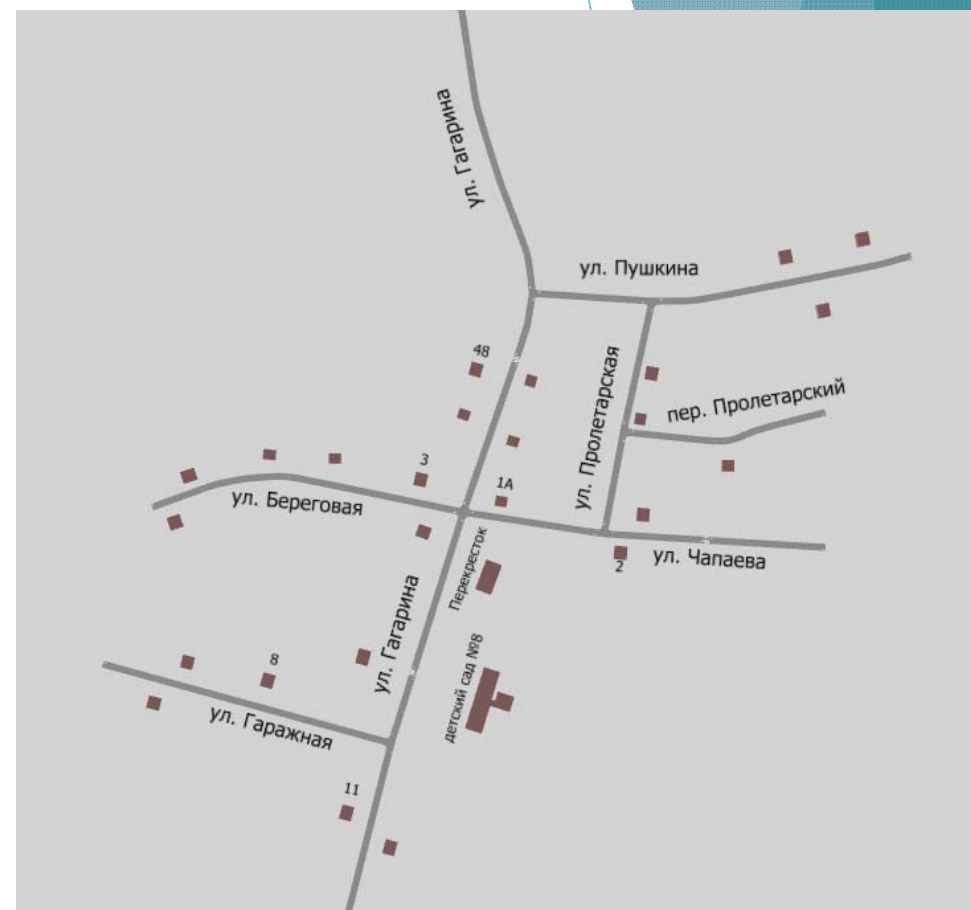 ул. Гагарина
ул. Пушкина
48
ул. Пролетарская
пер. Пролетарский
3
1А
ул. Береговая
Перекресток
2
ул. Чапаева
ул. Гагарина
8
детский сад №8
ул. Гаражная
11